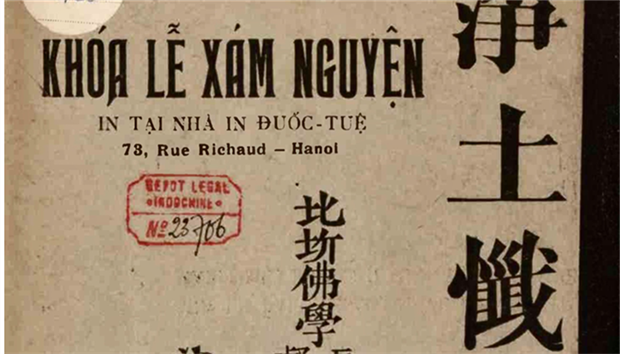 KHÓA LỄ XÁM NGUYỆN
IN TẠI NHÀ IN ĐUỐC-TUỆ
73, Rue Richaud – Hanoi
DEPOT LEGAL
INDOCHINE
Nº 23706
淨土懺
北圻佛學